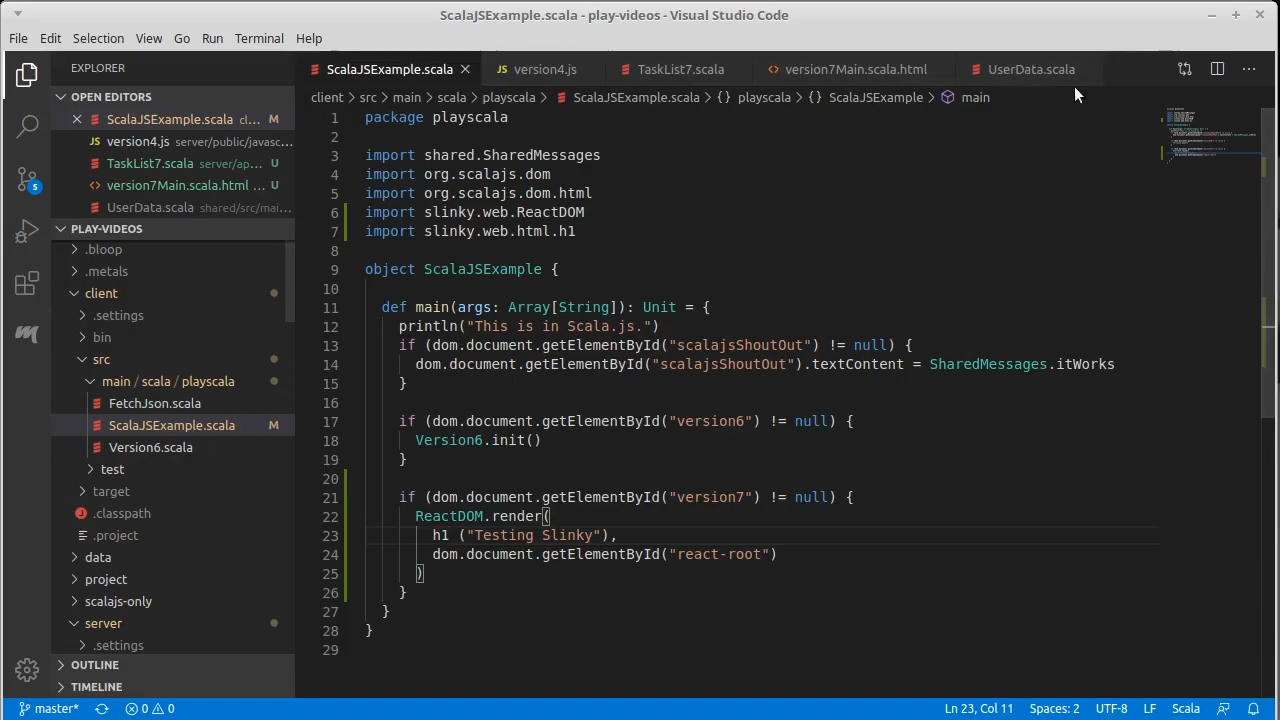 ScalaJSExample.scala - play-videos - Visual Studio Code
File Edit Selection View Go Run Terminal Help
EXPLORER
OPEN EDITORS
ScalaJSExample.scala cl... M
JS version4.js server/public/javasc...
TaskList7.scala server/ap... U
version7Main.scala.html ... U
UserData.scala shared/src/mai...
PLAY-VIDEOS
.bloop
.metals
client
.settings
bin
src
main / scala / playscala
FetchJson.scala
ScalaJSExample.scala M
Version6.scala
test
target
.classpath
.project
data
project
scalajs-only
server
.settings
OUTLINE
TIMELINE
5
ScalaJSExample.scala JS version4.js TaskList7.scala version7Main.scala.html UserData.scala
client > src > main > scala > playscala > ScalaJSExample.scala > {} playscala > {} ScalaJSExample > main
1 package playscala
2
3 import shared.SharedMessages
4 import org.scalajs.dom
5 import org.scalajs.dom.html
6 import slinky.web.ReactDOM
7 import slinky.web.html.h1
8
9 object ScalaJSExample {
10
11 def main(args: Array[String]): Unit = {
12 println("This is in Scala.js.")
13 if (dom.document.getElementById("scalajsShoutOut") != null) {
14 dom.document.getElementById("scalajsShoutOut").textContent = SharedMessages.itWorks
15 }
16
17 if (dom.document.getElementById("version6") != null) {
18 Version6.init()
19 }
20
21 if (dom.document.getElementById("version7") != null) {
22 ReactDOM.render(
23 h1 ("Testing Slinky"),
24 dom.document.getElementById("react-root")
25 )
26 }
27 }
28 }
29
master* 0 0 Ln 23, Col 11 Spaces: 2 UTF-8 LF Scala